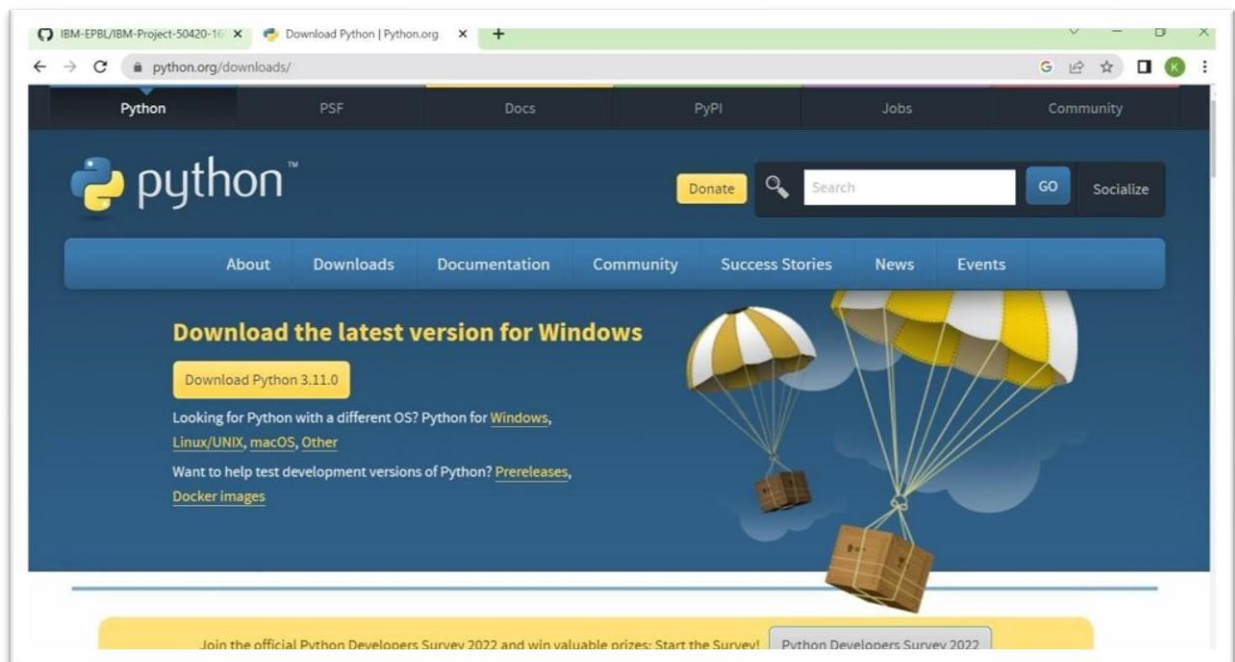 IBM-EPBL/IBM-Project-50420-16
Download Python | Python.org
python.org/downloads/
G
K
Python PSF Docs PyPI Jobs Community
python™
Donate Search GO Socialize
About Downloads Documentation Community Success Stories News Events
Download the latest version for Windows
Download Python 3.11.0
Looking for Python with a different OS? Python for Windows,
Linux/UNIX, macOS, Other
Want to help test development versions of Python? Prereleases,
Docker images
Join the official Python Developers Survey 2022 and win valuable prizes: Start the Survey! Python Developers Survey 2022